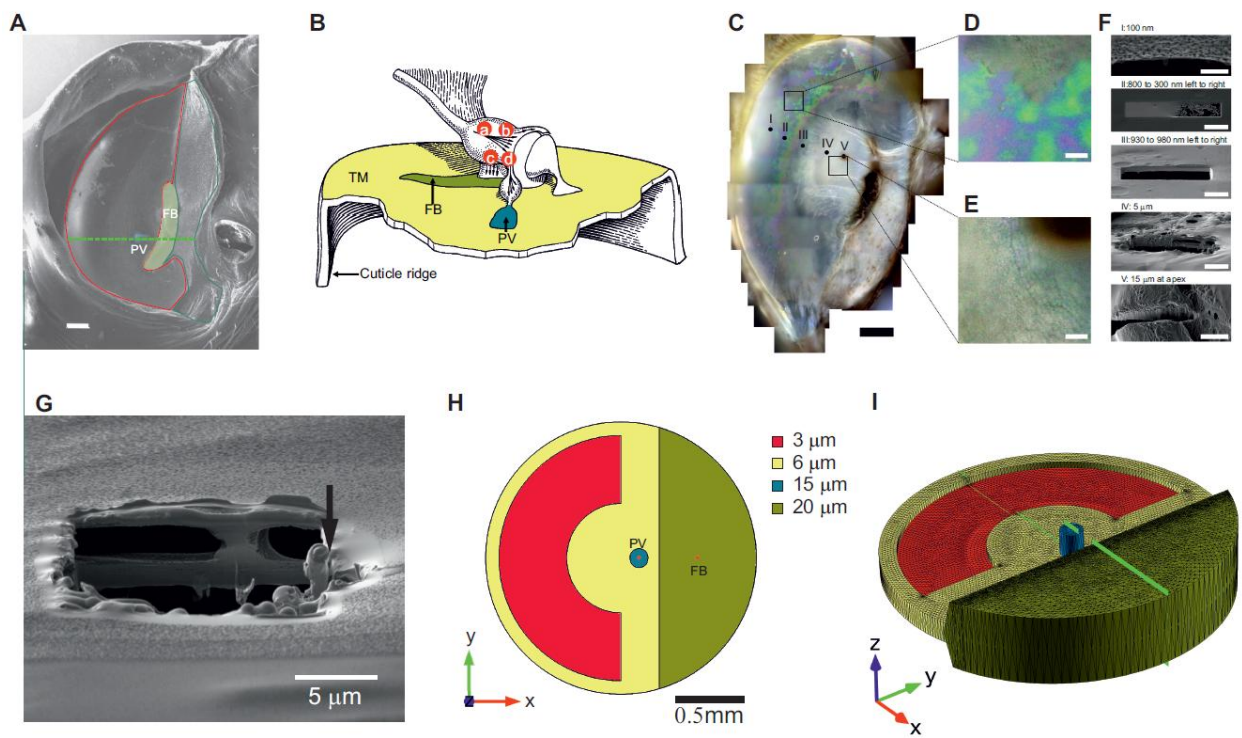 A
FB
PV
B
a b
c d
TM
FB
PV
Cuticle ridge
C
I
II
III
IV
V
D
E
F
I:100 nm
II:800 to 300 nm left to right
III:930 to 980 nm left to right
IV: 5 μm
V: 15 μm at apex
G
5 μm
H
PV
FB
y
x
0.5mm
3 μm
6 μm
15 μm
20 μm
I
z
y
x